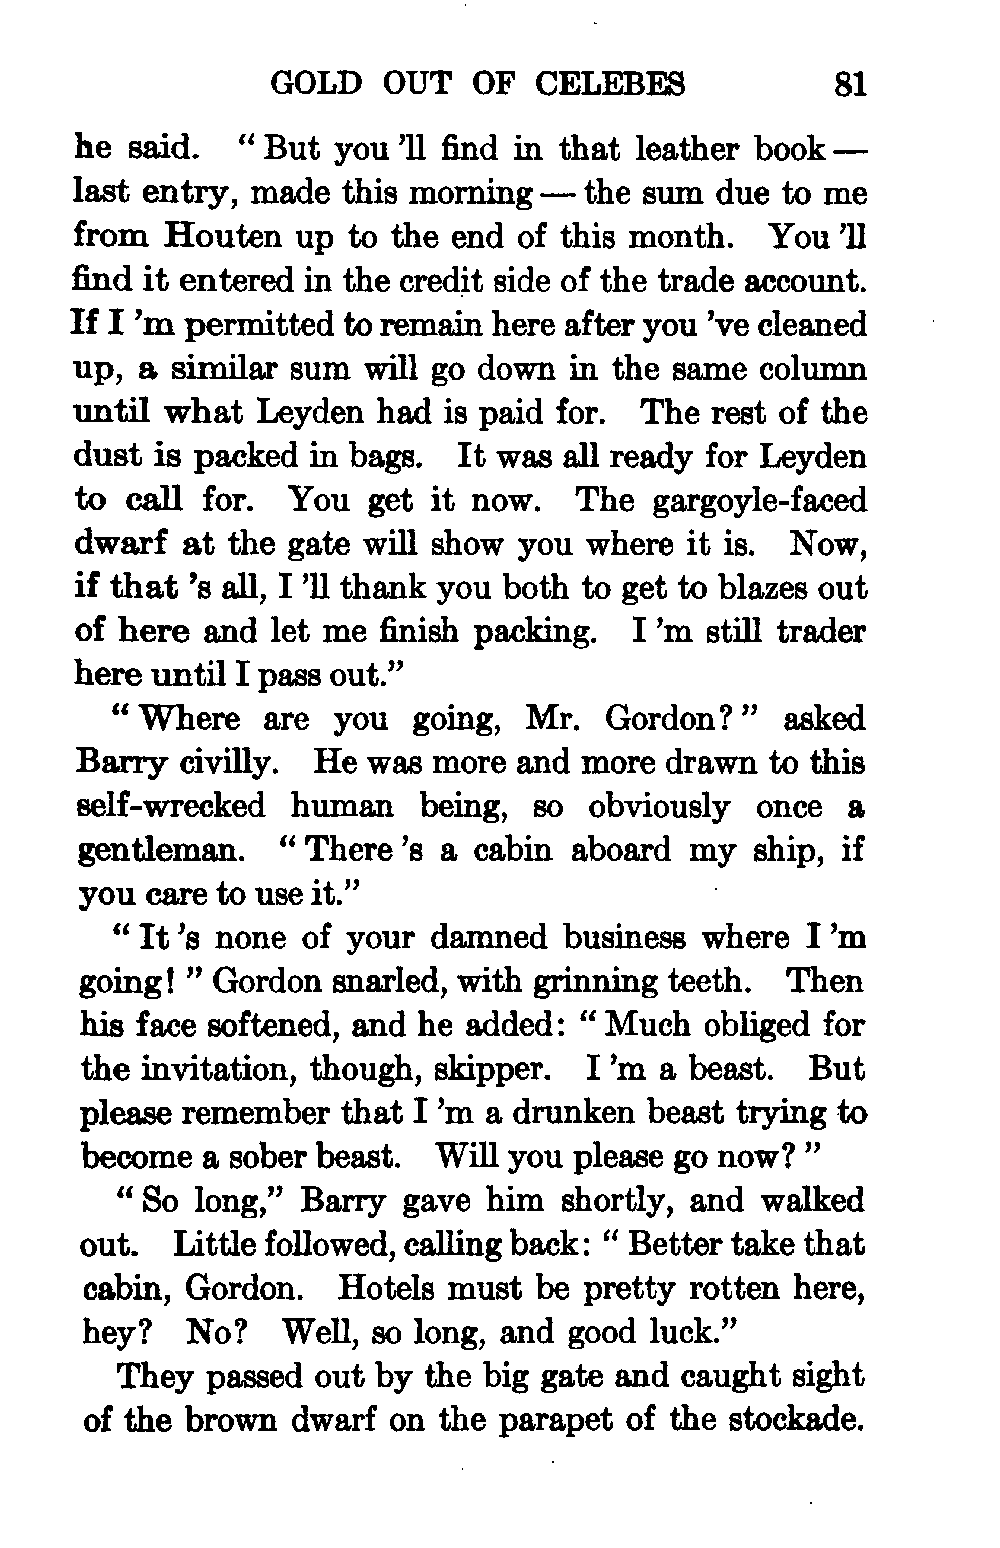 GOLD OUT OF CELEBES 81
he said. " But you 'll find in that leather book —
last entry, made this morning — the sum due to me
from Houten up to the end of this month. You 'll
find it entered in the credit side of the trade account.
If I 'm permitted to remain here after you 've cleaned
up, a similar sum will go down in the same column
until what Leyden had is paid for. The rest of the
dust is packed in bags. It was all ready for Leyden
to call for. You get it now. The gargoyle-faced
dwarf at the gate will show you where it is. Now,
if that 's all, I 'll thank you both to get to blazes out
of here and let me finish packing. I 'm still trader
here until I pass out."
" Where are you going, Mr. Gordon? " asked
Barry civilly. He was more and more drawn to this
self-wrecked human being, so obviously once a
gentleman. " There 's a cabin aboard my ship, if
you care to use it."
" It 's none of your damned business where I 'm
going! " Gordon snarled, with grinning teeth. Then
his face softened, and he added: " Much obliged for
the invitation, though, skipper. I 'm a beast. But
please remember that I 'm a drunken beast trying to
become a sober beast. Will you please go now? "
" So long," Barry gave him shortly, and walked
out. Little followed, calling back: " Better take that
cabin, Gordon. Hotels must be pretty rotten here,
hey? No? Well, so long, and good luck."
They passed out by the big gate and caught sight
of the brown dwarf on the parapet of the stockade.